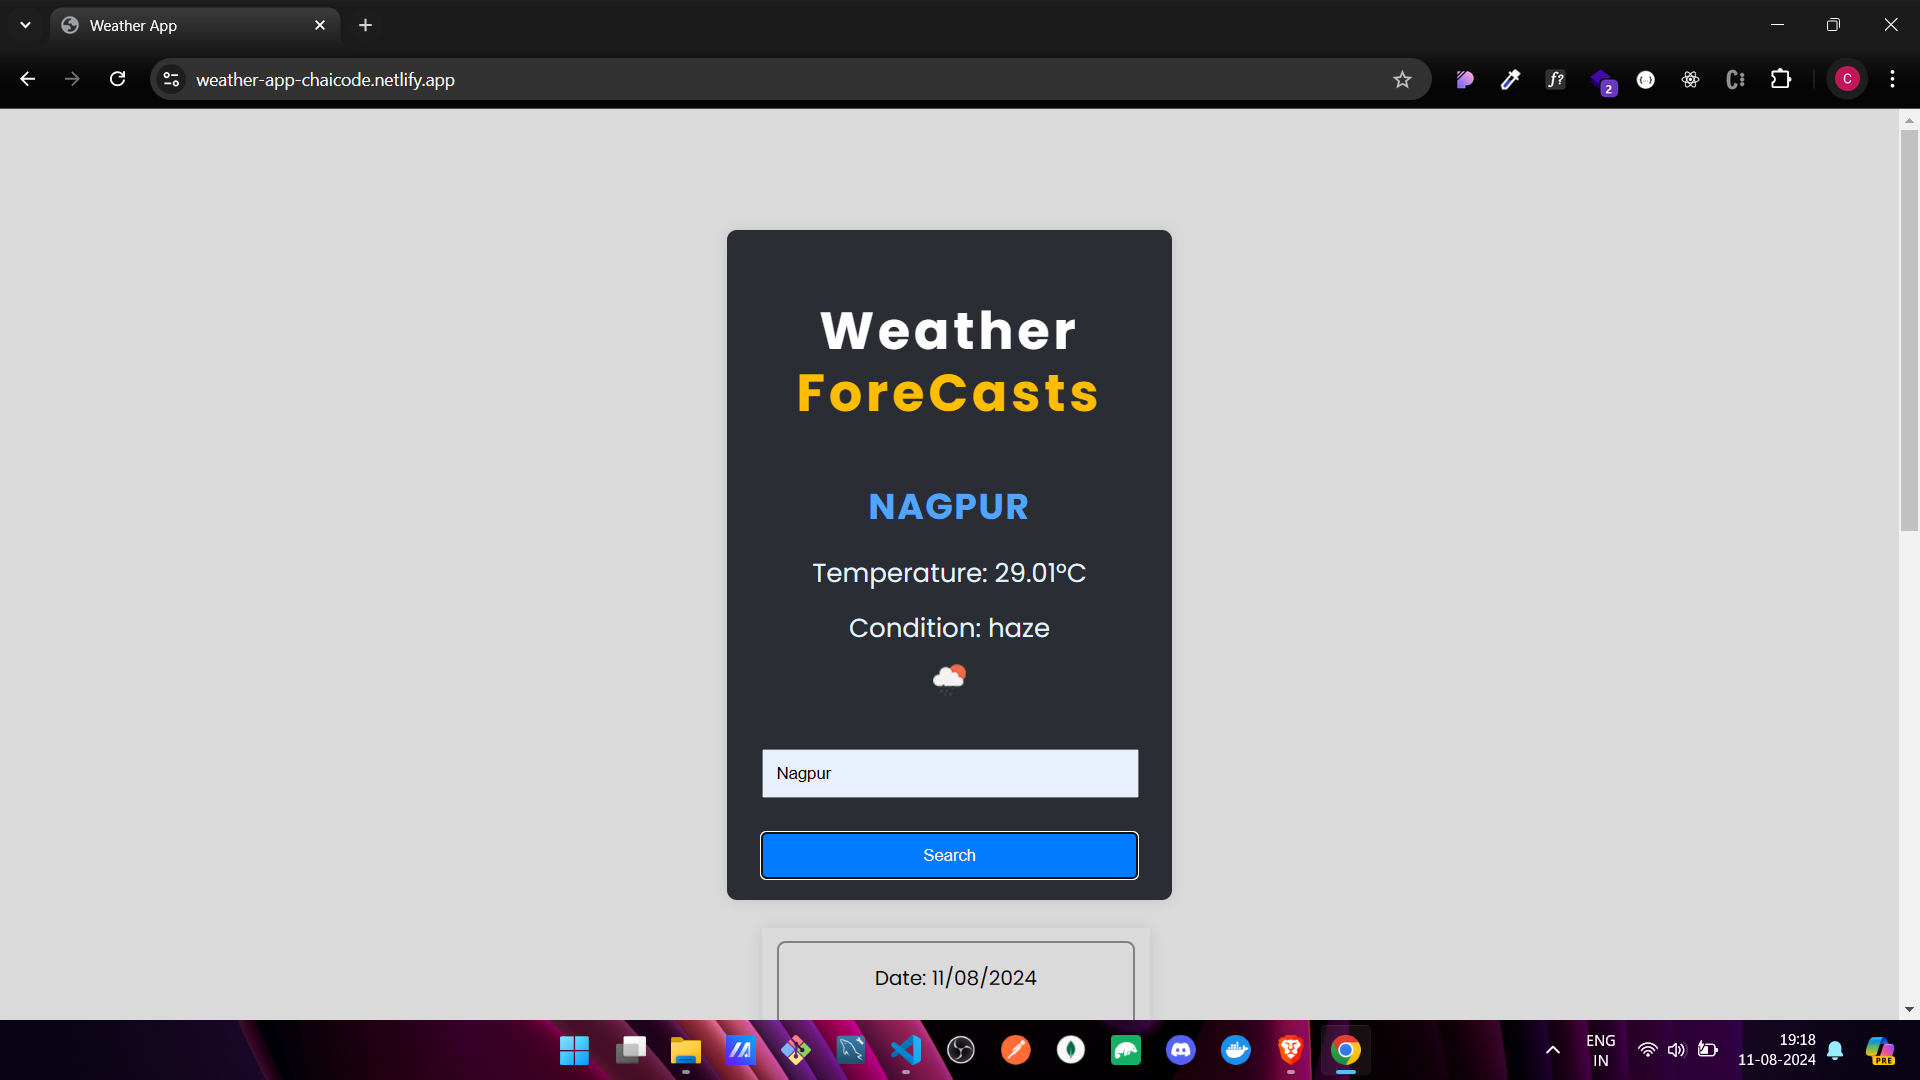 Weather App
weather-app-chaicode.netlify.app
f?
2
C
Weather
ForeCasts
NAGPUR
Temperature: 29.01°C
Condition: haze
Nagpur
Search
Date: 11/08/2024
ENG
IN
19:18
11-08-2024
PRE